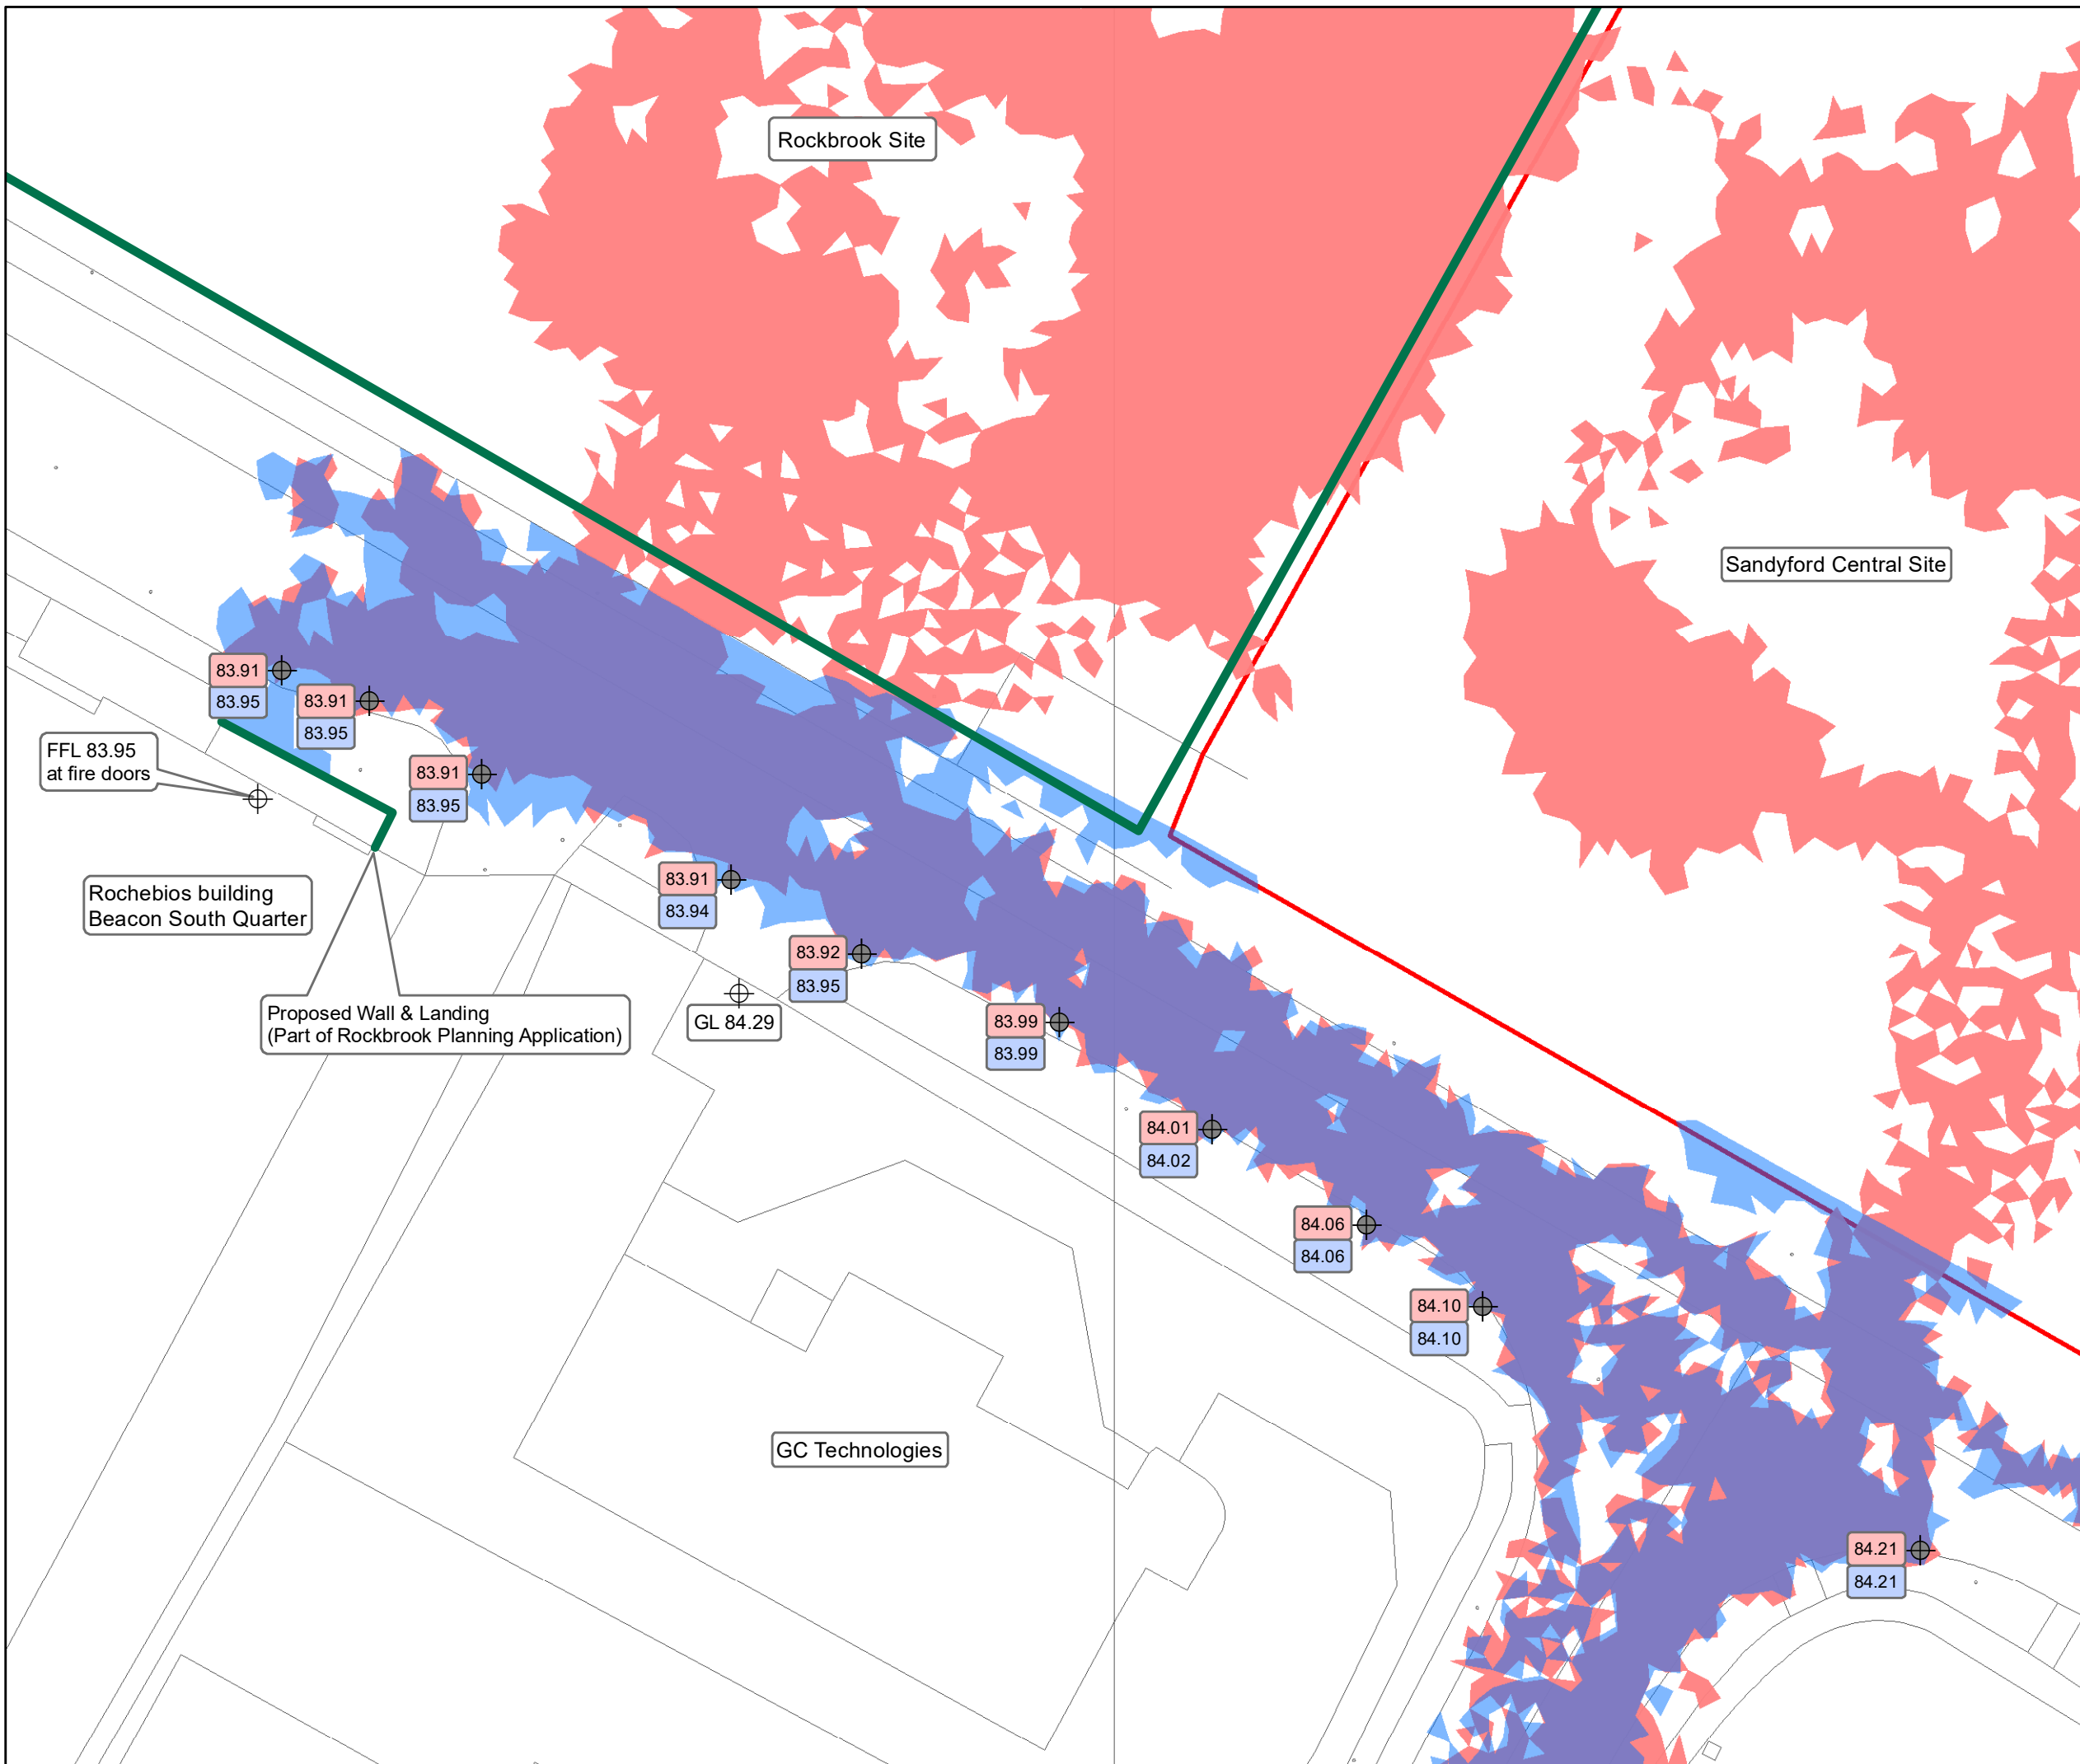 Rockbrook Site
Sandyford Central Site
83.91
83.95
83.91
83.95
FFL 83.95
at fire doors
83.91
83.95
83.91
83.94
Rochebios building
Beacon South Quarter
83.92
83.95
Proposed Wall & Landing
(Part of Rockbrook Planning Application)
GL 84.29
83.99
83.99
84.01
84.02
84.06
84.06
84.10
84.10
GC Technologies
84.21
84.21